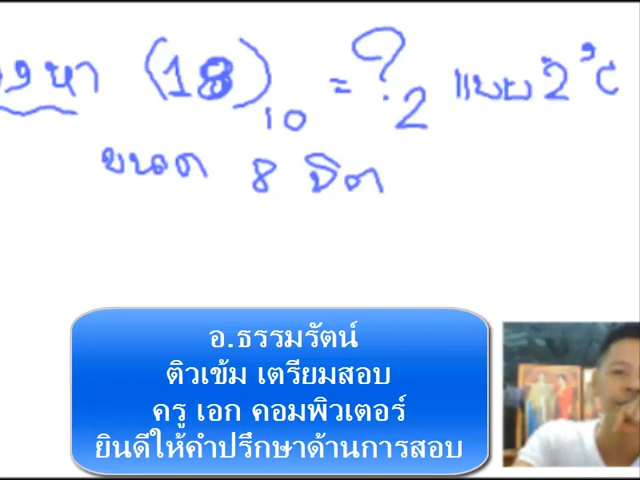 หา (18)10 = ?2 แบบ 2'C
ขนาด 8 บิต
อ.ธรรมรัตน์
ติวเข้ม เตรียมสอบ
ครู เอก คอมพิวเตอร์
ยินดีให้คำปรึกษาด้านการสอบ